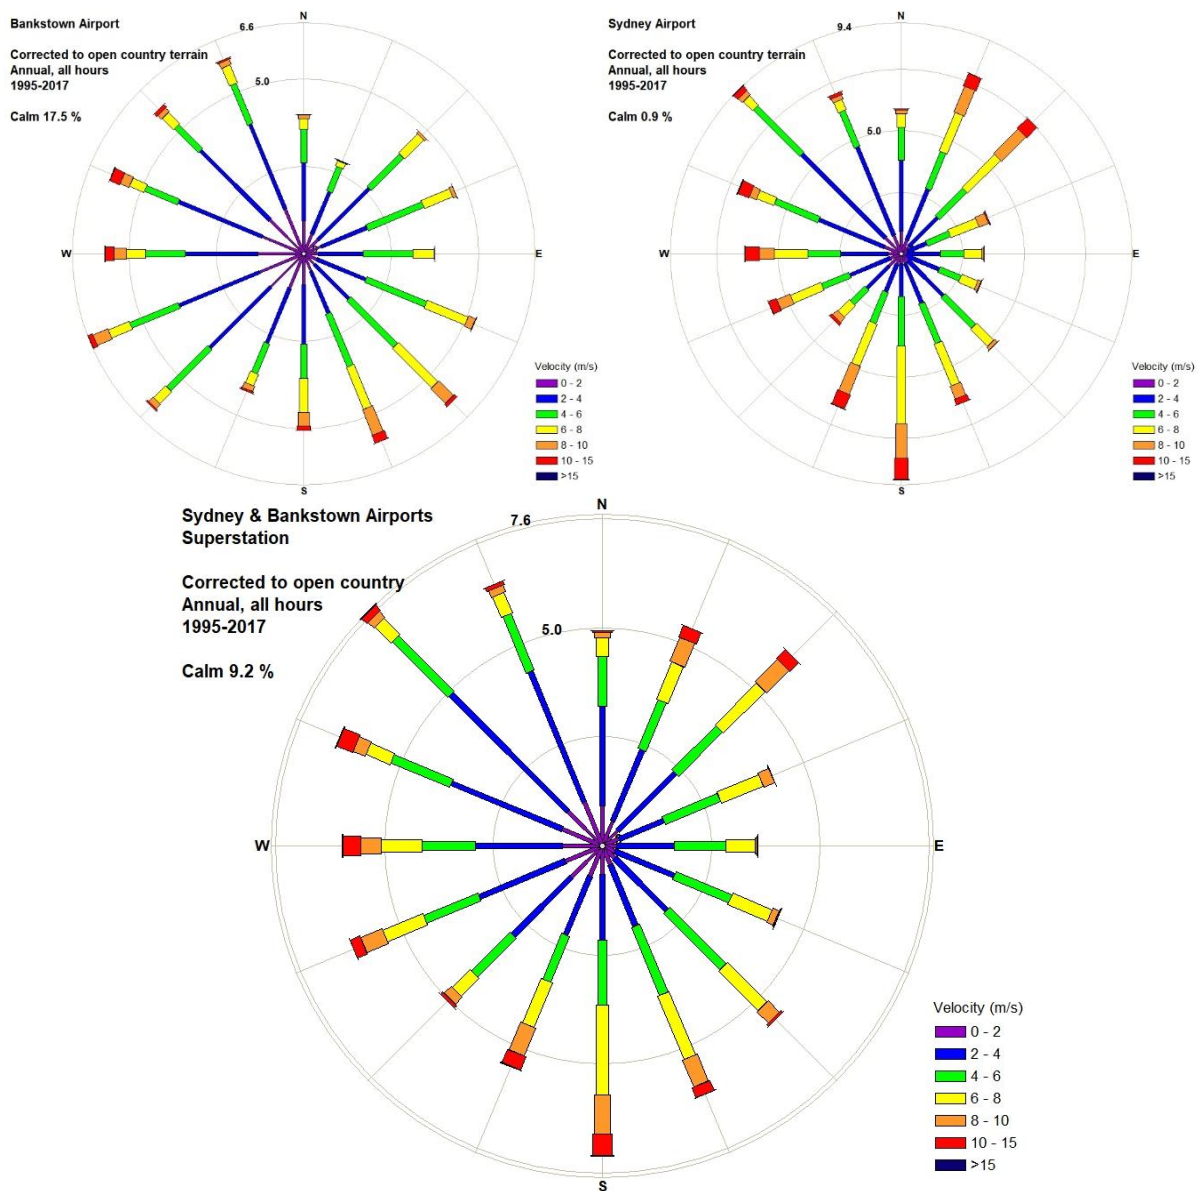 Bankstown Airport
Corrected to open country terrain
Annual, all hours
1995-2017
Calm 17.5 %
N
6.6
5.0
W
E
S
Velocity (m/s)
0 - 2
2 - 4
4 - 6
6 - 8
8 - 10
10 - 15
>15
Sydney Airport
Corrected to open country terrain
Annual, all hours
1995-2017
Calm 0.9 %
N
9.4
5.0
W
E
S
Velocity (m/s)
0 - 2
2 - 4
4 - 6
6 - 8
8 - 10
10 - 15
>15
Sydney & Bankstown Airports
Superstation
Corrected to open country
Annual, all hours
1995-2017
Calm 9.2 %
N
7.6
5.0
W
E
S
Velocity (m/s)
0 - 2
2 - 4
4 - 6
6 - 8
8 - 10
10 - 15
>15